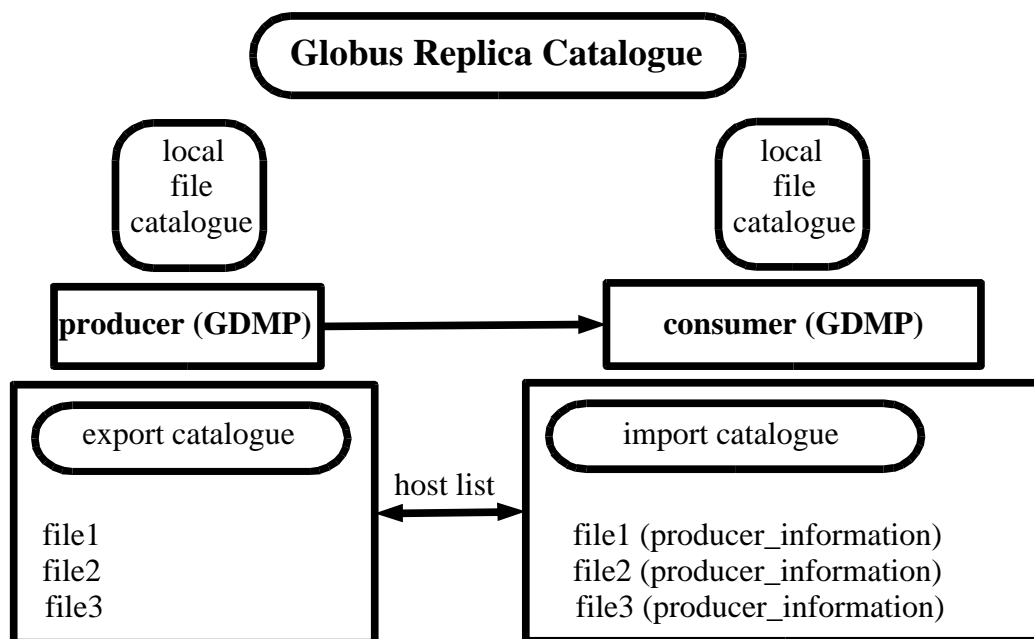 Globus Replica Catalogue
local
file
catalogue
local
file
catalogue
producer (GDMP)
consumer (GDMP)
export catalogue
import catalogue
host list
file1
file2
file3
file1 (producer_information)
file2 (producer_information)
file3 (producer_information)